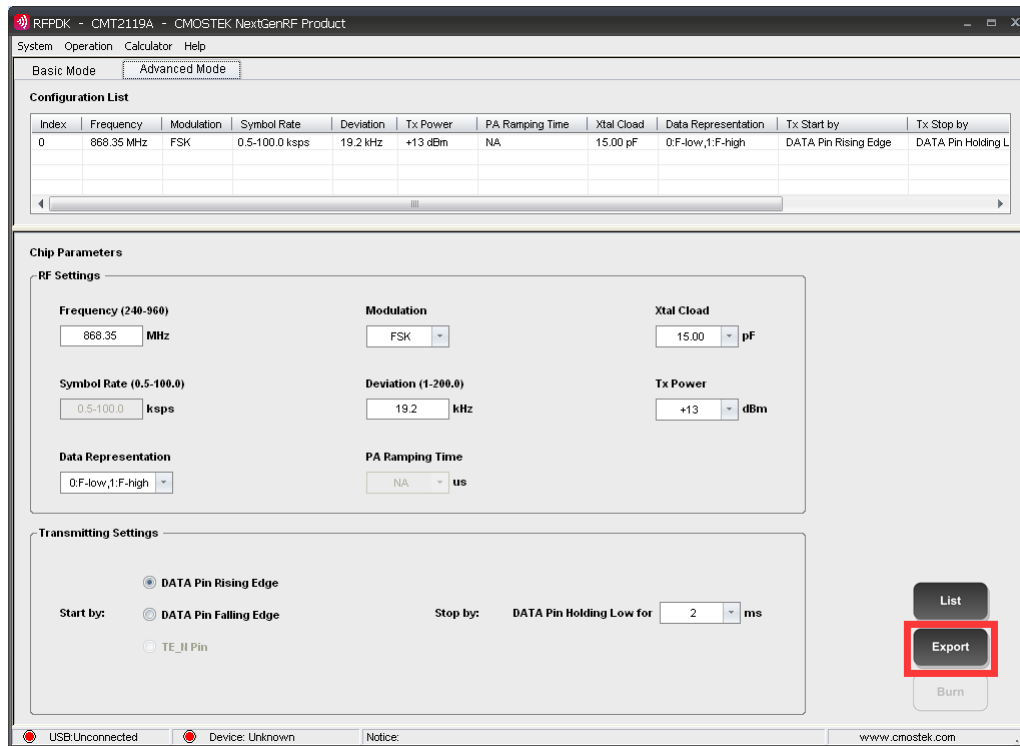 RFPDK - CMT2119A - CMOSTEK NextGenRF Product
System Operation Calculator Help
Basic Mode Advanced Mode
Configuration List
Index Frequency Modulation Symbol Rate Deviation Tx Power PA Ramping Time Xtal Cload Data Representation Tx Start by Tx Stop by
0 868.35 MHz FSK 0.5-100.0 ksps 19.2 kHz +13 dBm NA 15.00 pF 0:F-low,1:F-high DATA Pin Rising Edge DATA Pin Holding L
Chip Parameters
RF Settings
Frequency (240-960) Modulation Xtal Cload
868.35 MHz FSK 15.00 pF
Symbol Rate (0.5-100.0) Deviation (1-200.0) Tx Power
0.5-100.0 ksps 19.2 kHz +13 dBm
Data Representation PA Ramping Time
0:F-low,1:F-high NA us
Transmitting Settings
DATA Pin Rising Edge
Start by: DATA Pin Falling Edge Stop by: DATA Pin Holding Low for 2 ms
TE_N Pin
List
Export
Burn
USB:Unconnected Device: Unknown Notice: www.cmostek.com